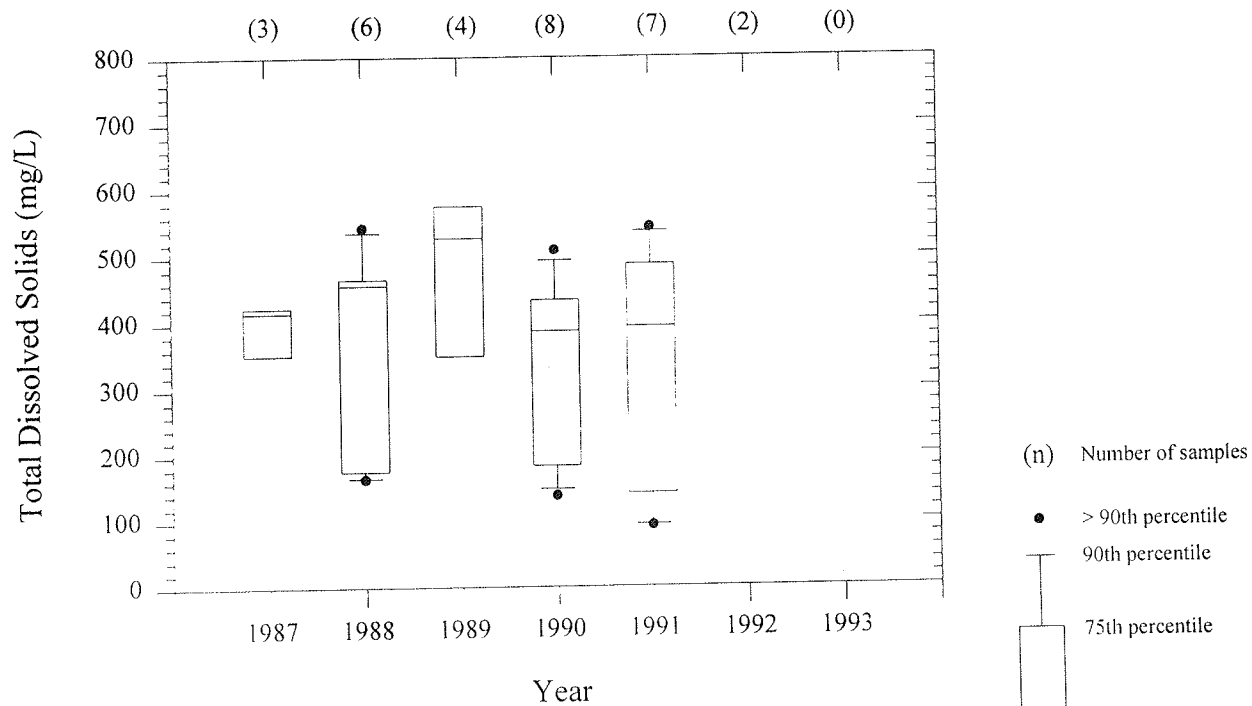 (3) (6) (4) (8) (7) (2) (0)
800
700
600
500
400
300
200
100
0
Total Dissolved Solids (mg/L)
1987 1988 1989 1990 1991 1992 1993
Year
(n) Number of samples
> 90th percentile
90th percentile
75th percentile